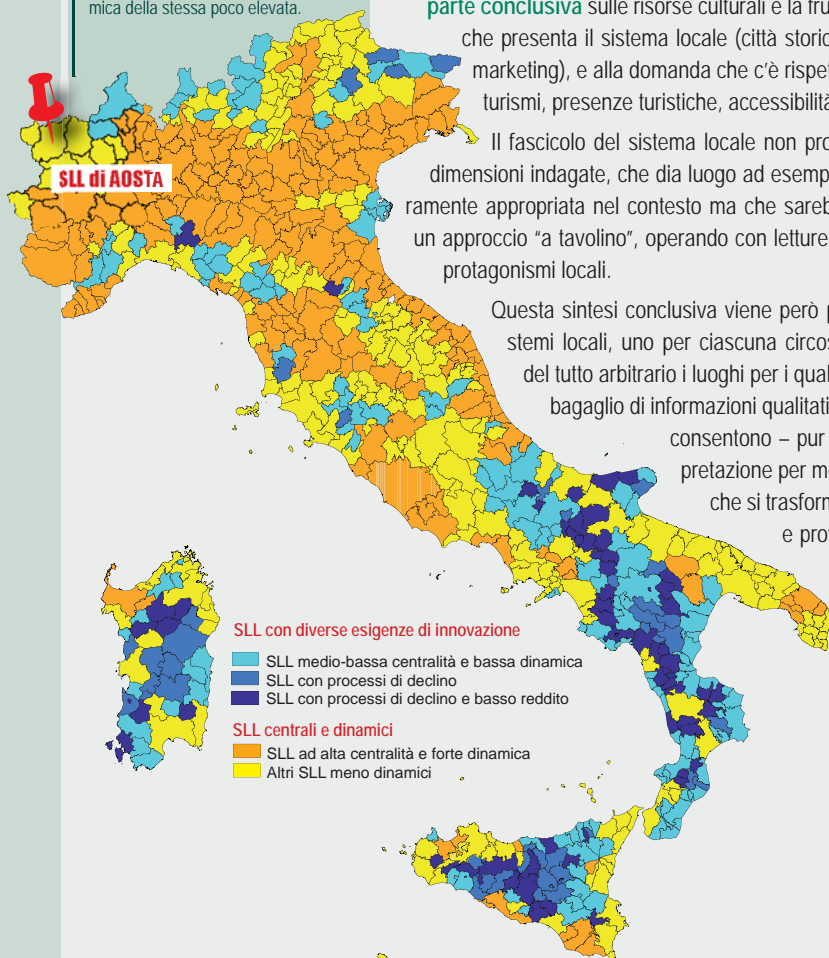 mica della stessa poco elevata.
parte conclusiva sulle risorse culturali e la fru
che presenta il sistema locale (città storic
marketing), e alla domanda che c'è rispet
turismi, presenze turistiche, accessibilità
Il fascicolo del sistema locale non pro
dimensioni indagate, che dia luogo ad esemp
ramente appropriata nel contesto ma che sareb
un approccio "a tavolino", operando con letture
protagonismi locali.
Questa sintesi conclusiva viene però p
stemi locali, uno per ciascuna circos
del tutto arbitrario i luoghi per i qual
bagaglio di informazioni qualitati
consentono – pur
pretazione per me
che si trasform
e prot
SLL di AOSTA
SLL con diverse esigenze di innovazione
SLL medio-bassa centralità e bassa dinamica
SLL con processi di declino
SLL con processi di declino e basso reddito
SLL centrali e dinamici
SLL ad alta centralità e forte dinamica
Altri SLL meno dinamici